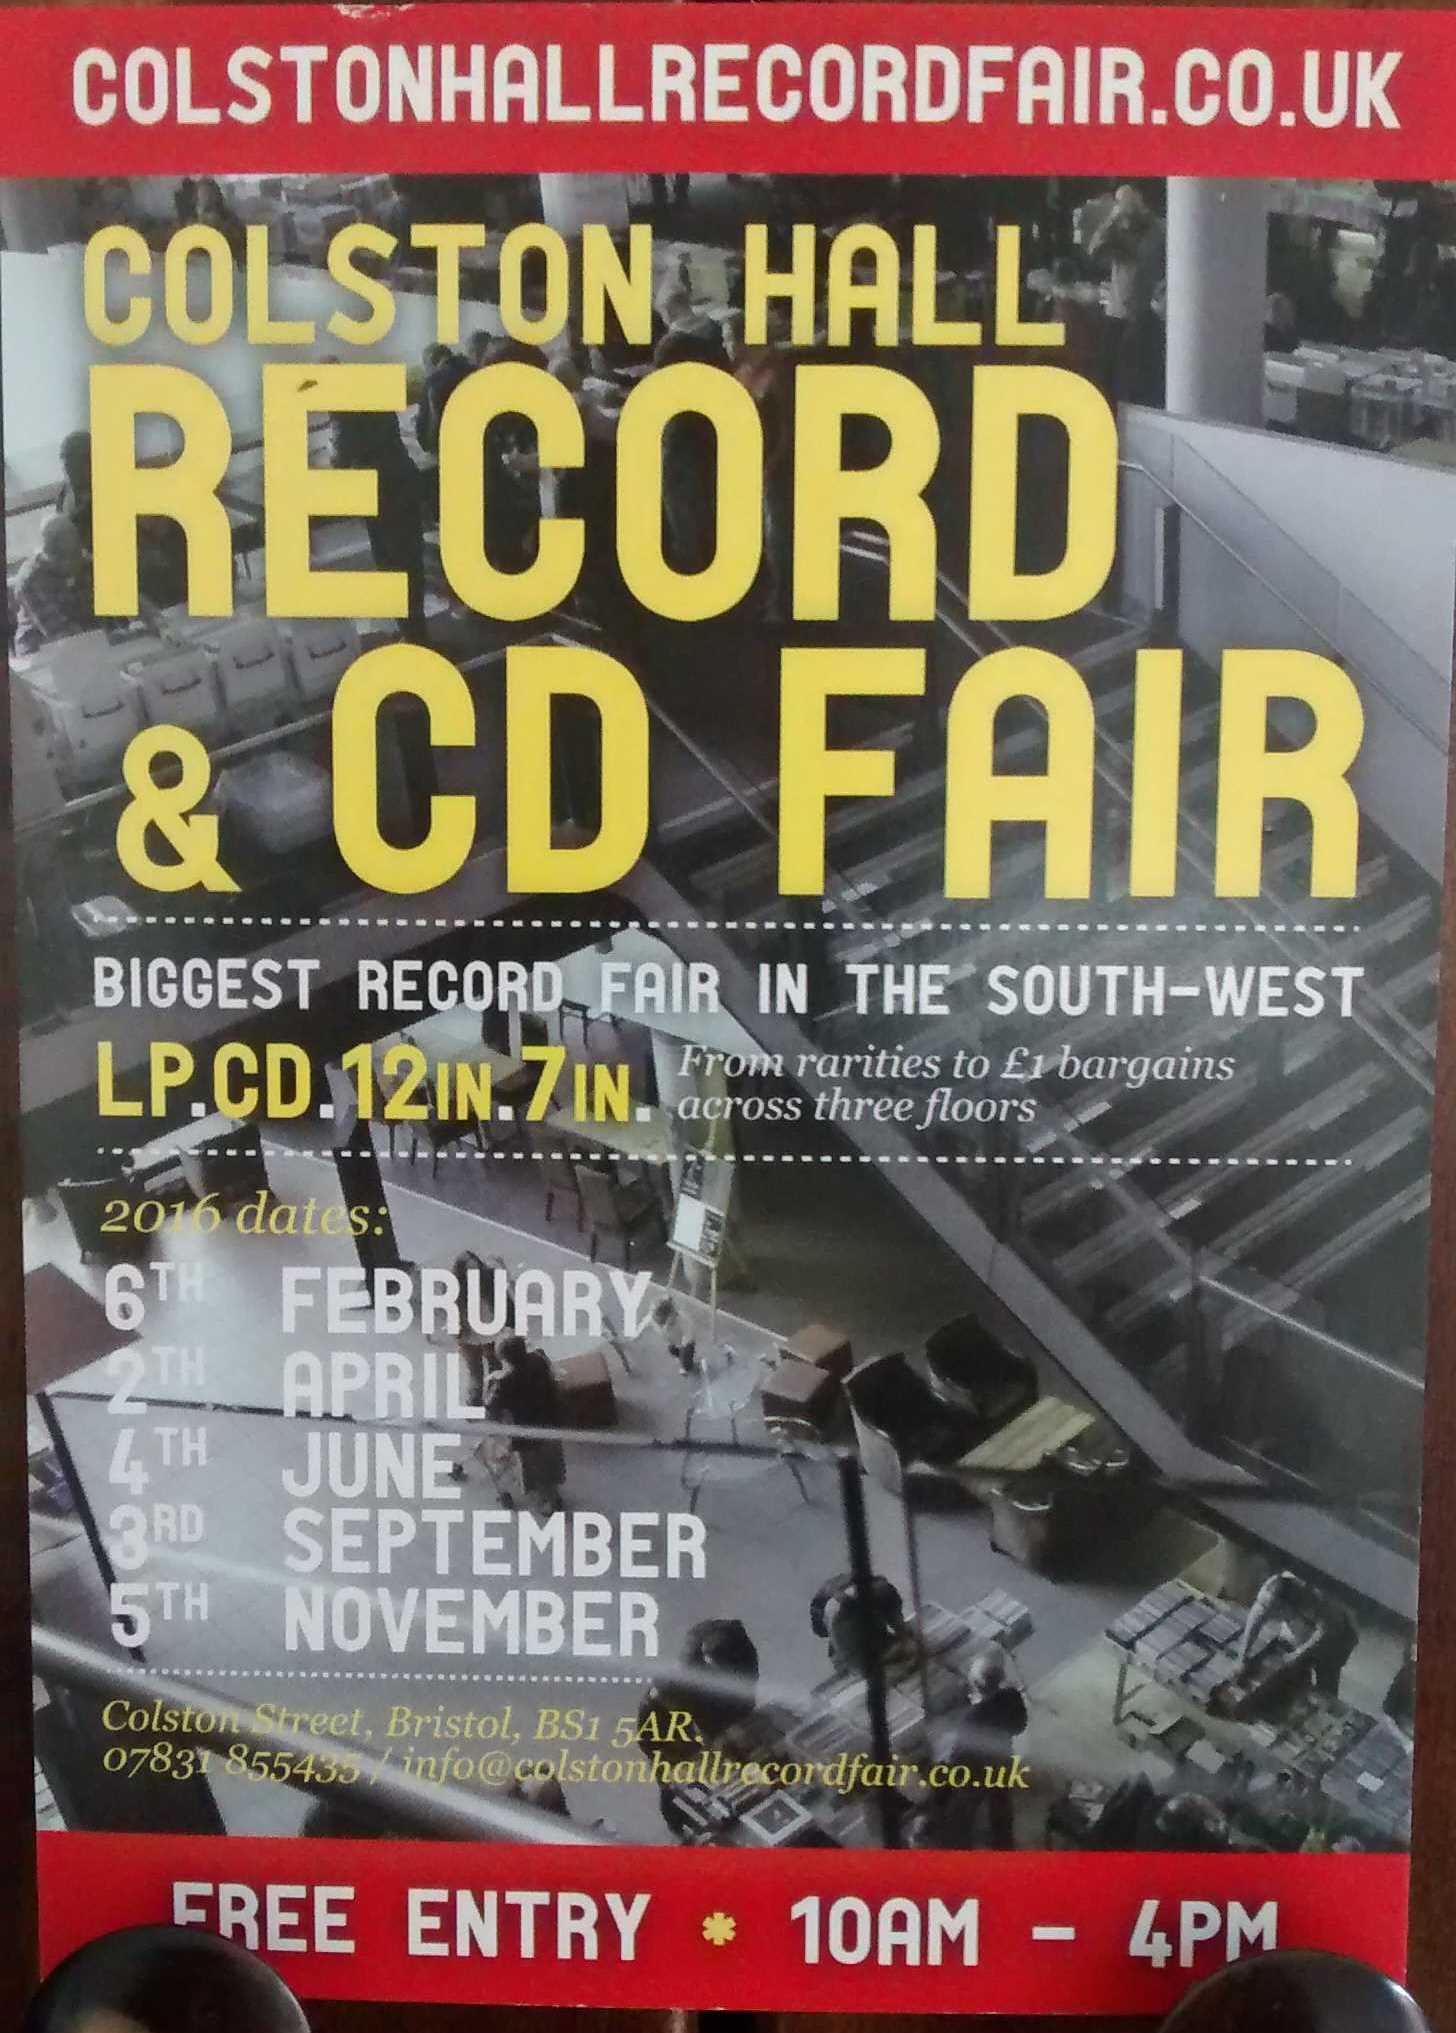 COLSTONHALLRECORDFAIR.CO.UK
COLSTON HALL
RECORD
& CD FAIR
BIGGEST RECORD FAIR IN THE SOUTH-WEST
LP.CD.12IN.7IN. From rarities to £1 bargains
across three floors
2016 dates:
6TH FEBRUARY
2TH APRIL
4TH JUNE
3RD SEPTEMBER
5TH NOVEMBER
Colston Street, Bristol, BS1 5AR.
07831 855435 / info@colstonhallrecordfair.co.uk
FREE ENTRY * 10AM - 4PM